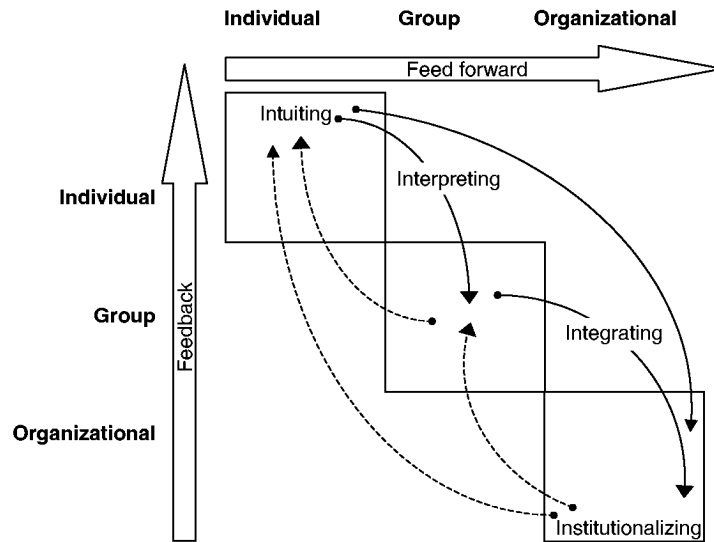 Individual Group Organizational
Feed forward
Intuiting
Interpreting
Individual
Group
Feedback
Integrating
Organizational
Institutionalizing